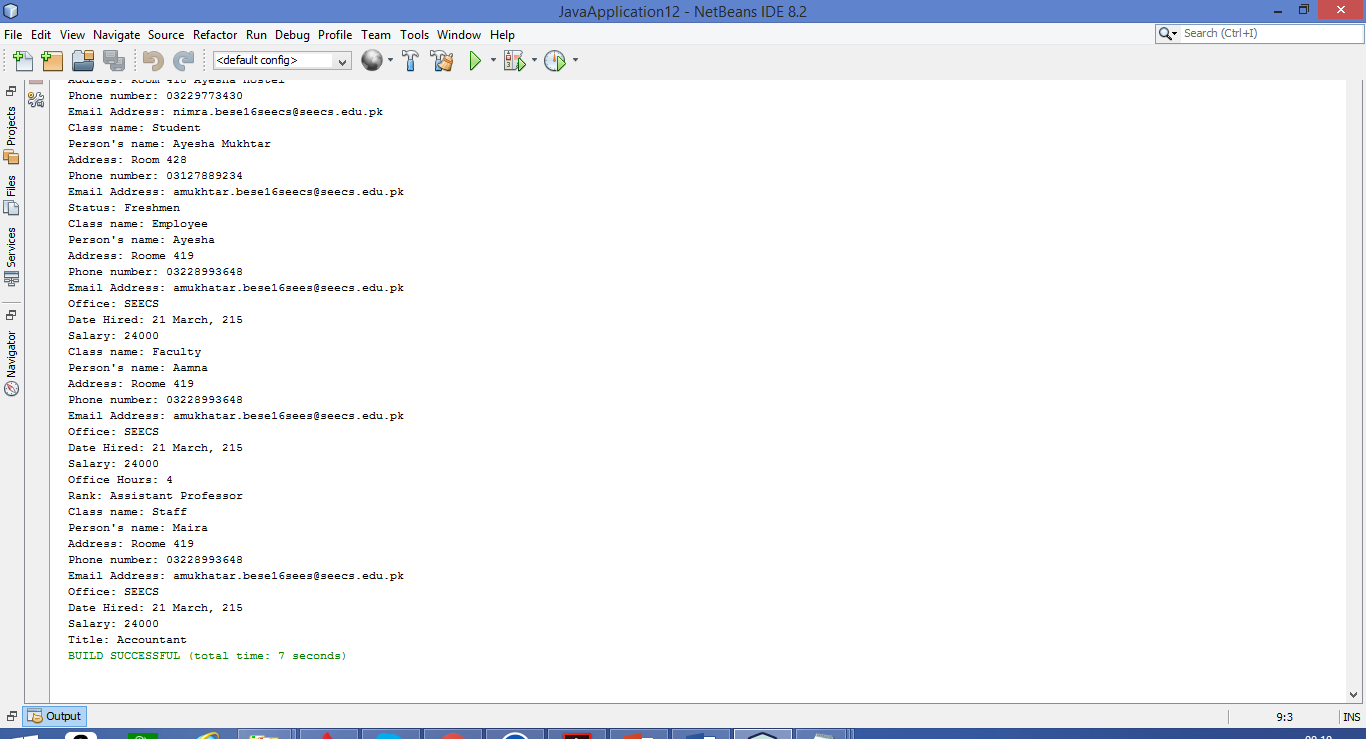 JavaApplication12 - NetBeans IDE 8.2
File Edit View Navigate Source Refactor Run Debug Profile Team Tools Window Help
Search (Ctrl+I)
<default config>
Projects
Files
Services
Navigator
Address: Room 418 Ayesha Hostel
Phone number: 03229773430
Email Address: nimra.bese16seecs@seecs.edu.pk
Class name: Student
Person's name: Ayesha Mukhtar
Address: Room 428
Phone number: 03127889234
Email Address: amukhtar.bese16seecs@seecs.edu.pk
Status: Freshmen
Class name: Employee
Person's name: Ayesha
Address: Roome 419
Phone number: 03228993648
Email Address: amukhatar.bese16sees@seecs.edu.pk
Office: SEECS
Date Hired: 21 March, 215
Salary: 24000
Class name: Faculty
Person's name: Aamna
Address: Roome 419
Phone number: 03228993648
Email Address: amukhatar.bese16sees@seecs.edu.pk
Office: SEECS
Date Hired: 21 March, 215
Salary: 24000
Office Hours: 4
Rank: Assistant Professor
Class name: Staff
Person's name: Maira
Address: Roome 419
Phone number: 03228993648
Email Address: amukhatar.bese16sees@seecs.edu.pk
Office: SEECS
Date Hired: 21 March, 215
Salary: 24000
Title: Accountant
BUILD SUCCESSFUL (total time: 7 seconds)
Output
9:3
INS